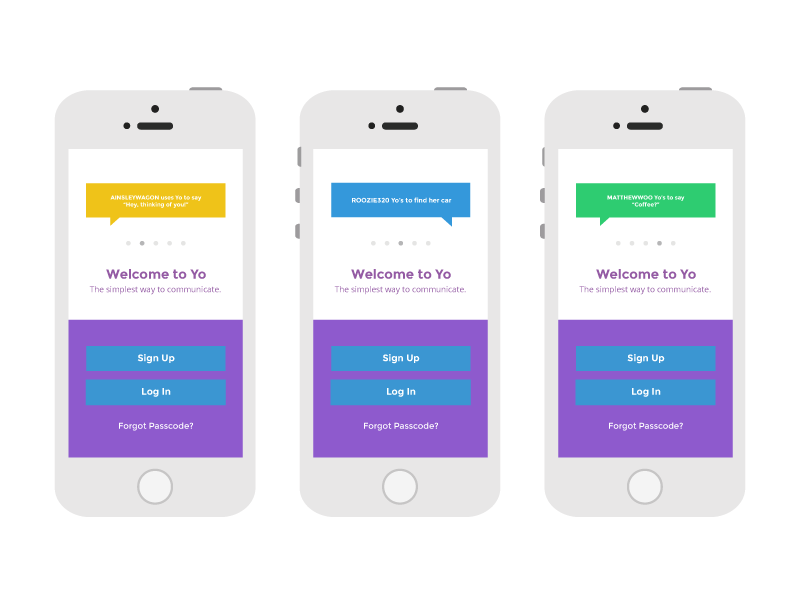 AINSLEYWAGON uses Yo to say
"Hey, thinking of you!"
Welcome to Yo
The simplest way to communicate.
Sign Up
Log In
Forgot Passcode?
ROOZIE520 Yo's to find her car
Welcome to Yo
The simplest way to communicate.
Sign Up
Log In
Forgot Passcode?
MATTHEWWOO Yo's to say
"Coffee?"
Welcome to Yo
The simplest way to communicate.
Sign Up
Log In
Forgot Passcode?